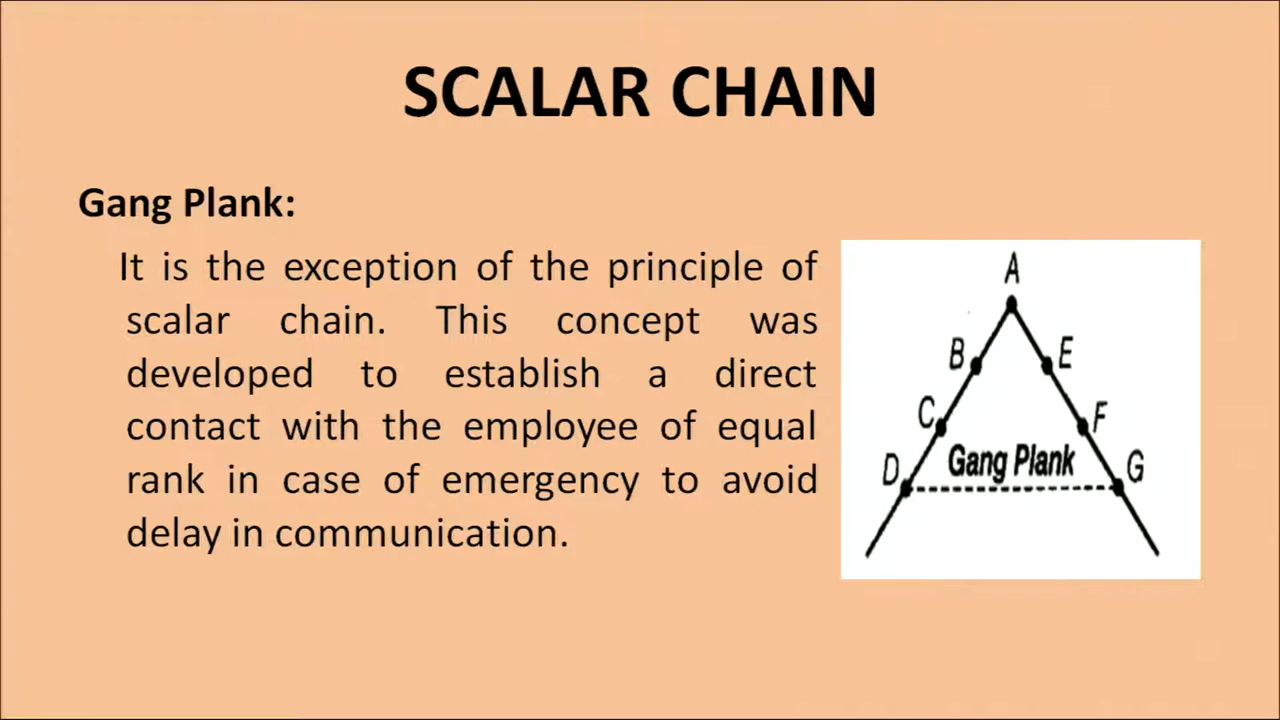 SCALAR CHAIN
Gang Plank:
It is the exception of the principle of
scalar chain. This concept was
developed to establish a direct
contact with the employee of equal
rank in case of emergency to avoid
delay in communication.
A
B
E
C
F
D
Gang Plank
G